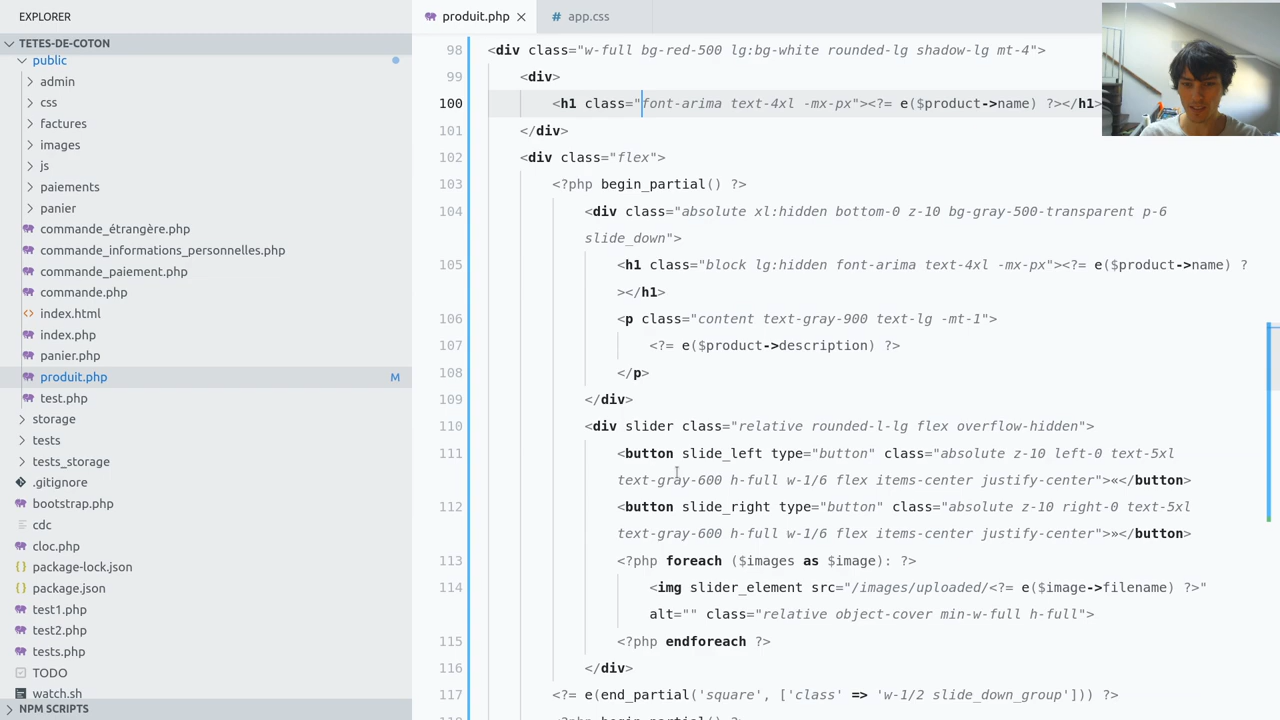 EXPLORER
produit.php
app.css
TETES-DE-COTON
public
admin
css
factures
images
js
paiements
panier
commande_étrangère.php
commande_informations_personnelles.php
commande_paiement.php
commande.php
index.html
index.php
panier.php
produit.php M
test.php
storage
tests
tests_storage
.gitignore
bootstrap.php
cdc
cloc.php
package-lock.json
package.json
test1.php
test2.php
tests.php
TODO
watch.sh
NPM SCRIPTS
98 <div class="w-full bg-red-500 lg:bg-white rounded-lg shadow-lg mt-4">
99 <div>
100 <h1 class="font-arima text-4xl -mx-px"><?= e($product->name) ?></h1>
101 </div>
102 <div class="flex">
103 <?php begin_partial() ?>
104 <div class="absolute xl:hidden bottom-0 z-10 bg-gray-500-transparent p-6
slide_down">
105 <h1 class="block lg:hidden font-arima text-4xl -mx-px"><?= e($product->name) ?
></h1>
106 <p class="content text-gray-900 text-lg -mt-1">
107 <?= e($product->description) ?>
108 </p>
109 </div>
110 <div slider class="relative rounded-l-lg flex overflow-hidden">
111 <button slide_left type="button" class="absolute z-10 left-0 text-5xl
text-gray-600 h-full w-1/6 flex items-center justify-center">«</button>
112 <button slide_right type="button" class="absolute z-10 right-0 text-5xl
text-gray-600 h-full w-1/6 flex items-center justify-center">»</button>
113 <?php foreach ($images as $image): ?>
114 <img slider_element src="/images/uploaded/<?= e($image->filename) ?>"
alt="" class="relative object-cover min-w-full h-full">
115 <?php endforeach ?>
116 </div>
117 <?= e(end_partial('square', ['class' => 'w-1/2 slide_down_group'])) ?>